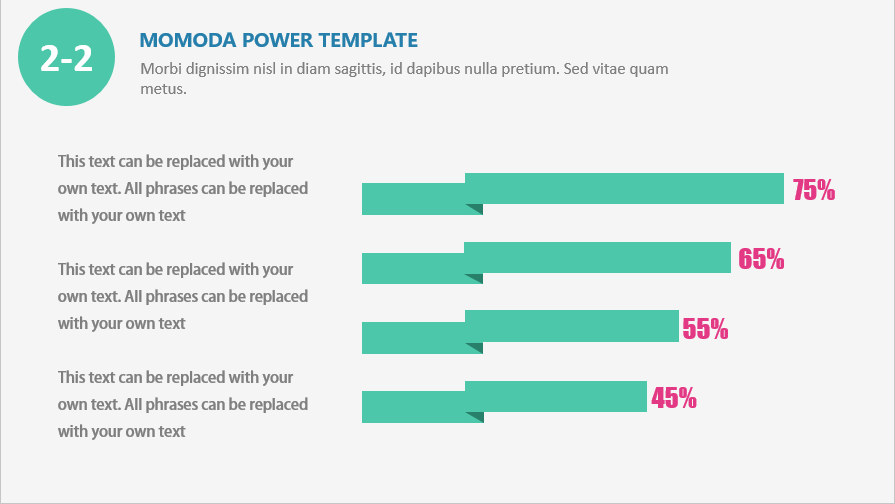 2-2
MOMODA POWER TEMPLATE
Morbi dignissim nisl in diam sagittis, id dapibus nulla pretium. Sed vitae quam
metus.
This text can be replaced with your
own text. All phrases can be replaced
with your own text
75%
This text can be replaced with your
own text. All phrases can be replaced
with your own text
65%
55%
This text can be replaced with your
own text. All phrases can be replaced
with your own text
45%